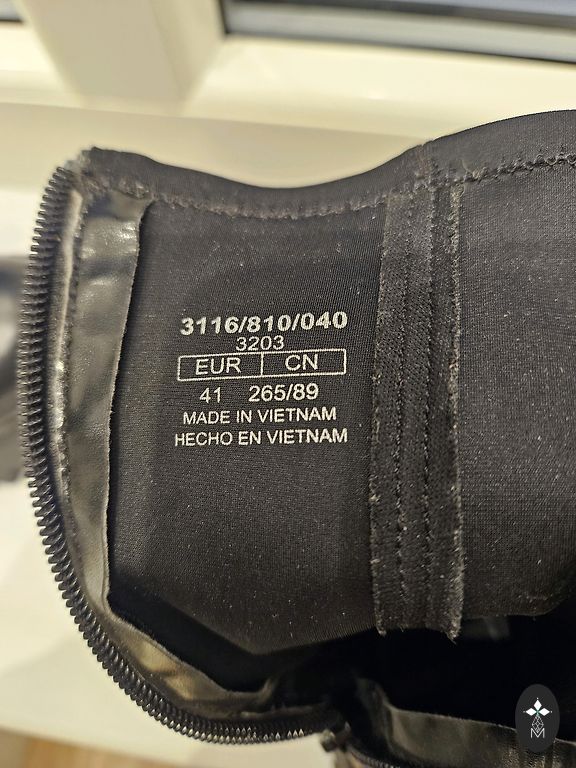 3116/810/040
3203
EUR CN
41 265/89
MADE IN VIETNAM
HECHO EN VIETNAM
M